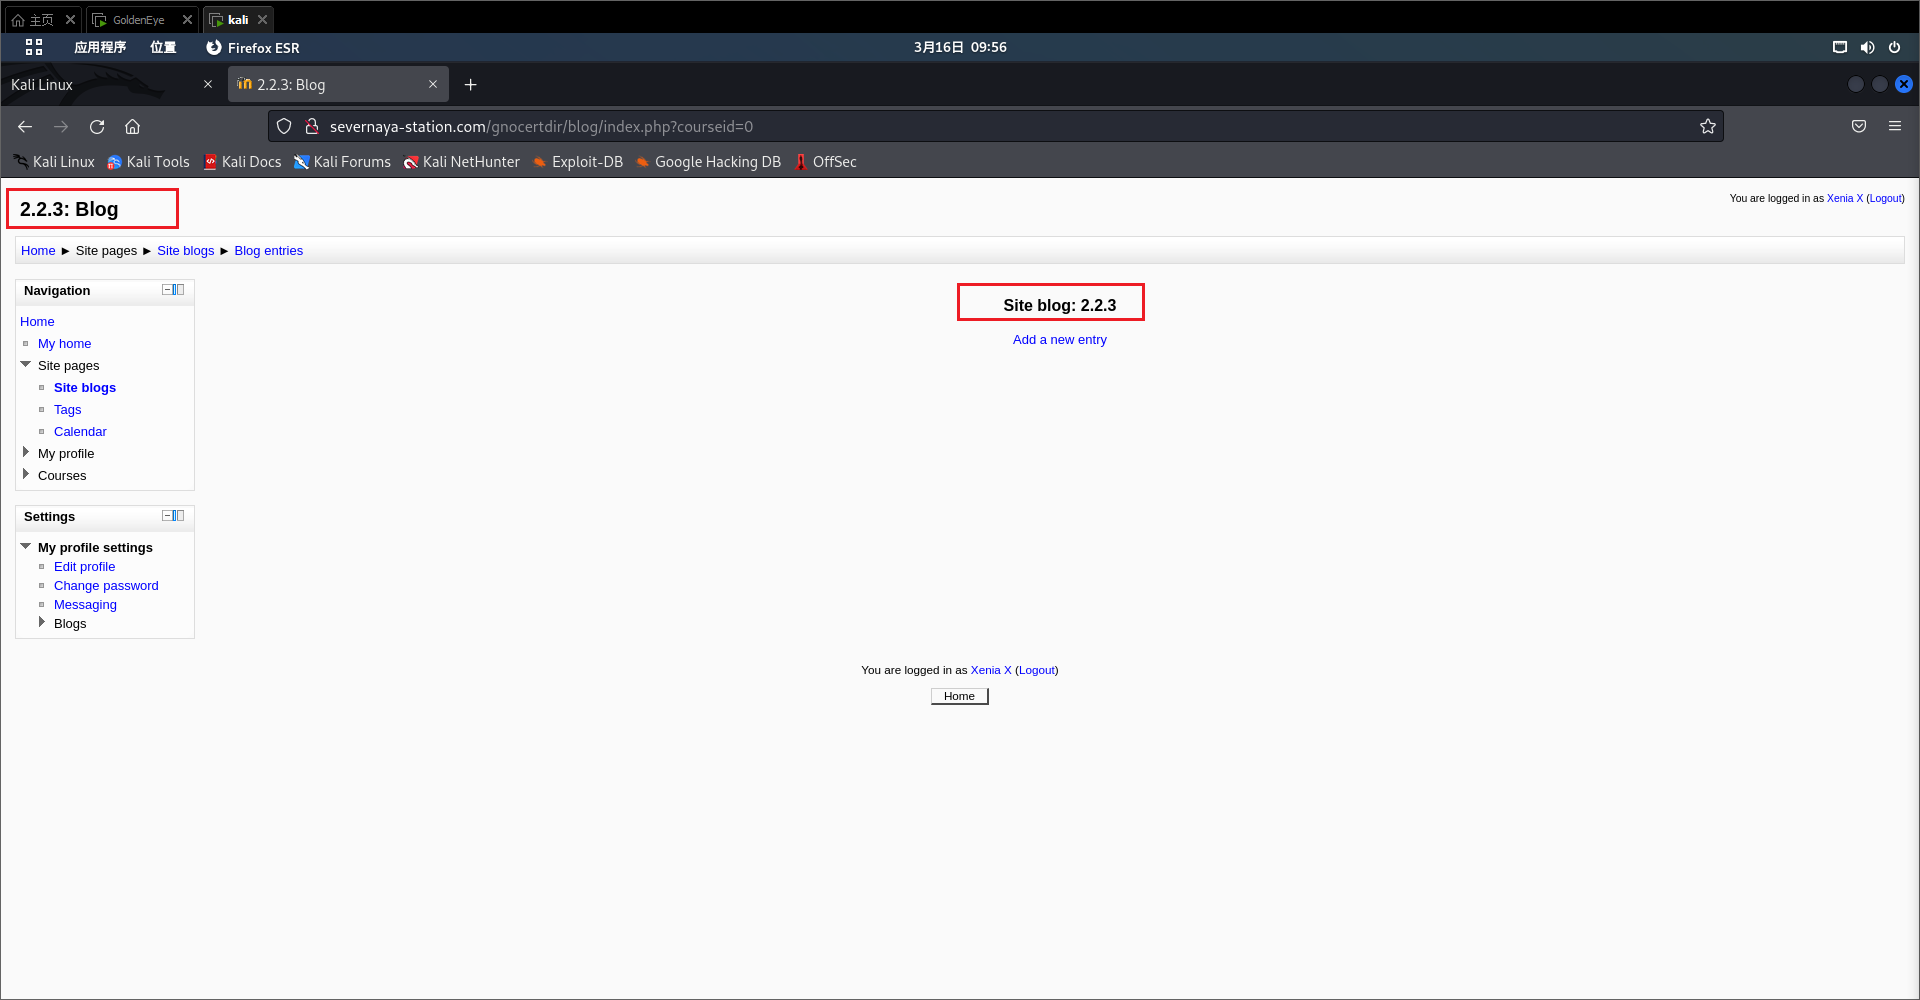 主页 GoldenEye kali
应用程序 位置 Firefox ESR 3月16日 09:56
Kali Linux 2.2.3: Blog
severnaya-station.com/gnocertdir/blog/index.php?courseid=0
Kali Linux Kali Tools Kali Docs Kali Forums Kali NetHunter Exploit-DB Google Hacking DB OffSec
2.2.3: Blog
You are logged in as Xenia X (Logout)
Home ► Site pages ► Site blogs ► Blog entries
Navigation
Home
My home
Site pages
Site blogs
Tags
Calendar
My profile
Courses
Settings
My profile settings
Edit profile
Change password
Messaging
Blogs
Site blog: 2.2.3
Add a new entry
You are logged in as Xenia X (Logout)
Home